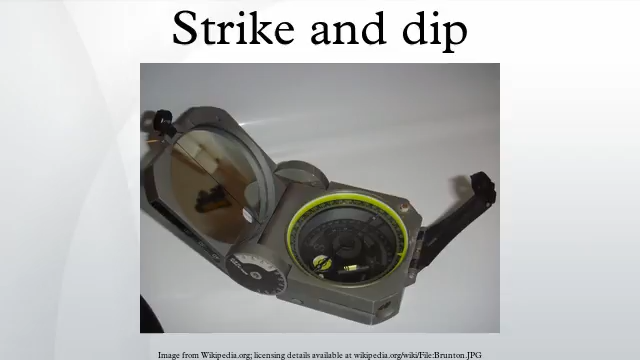 Strike and dip
Image from Wikipedia.org; licensing details available at wikipedia.org/wiki/File:Brunton.JPG